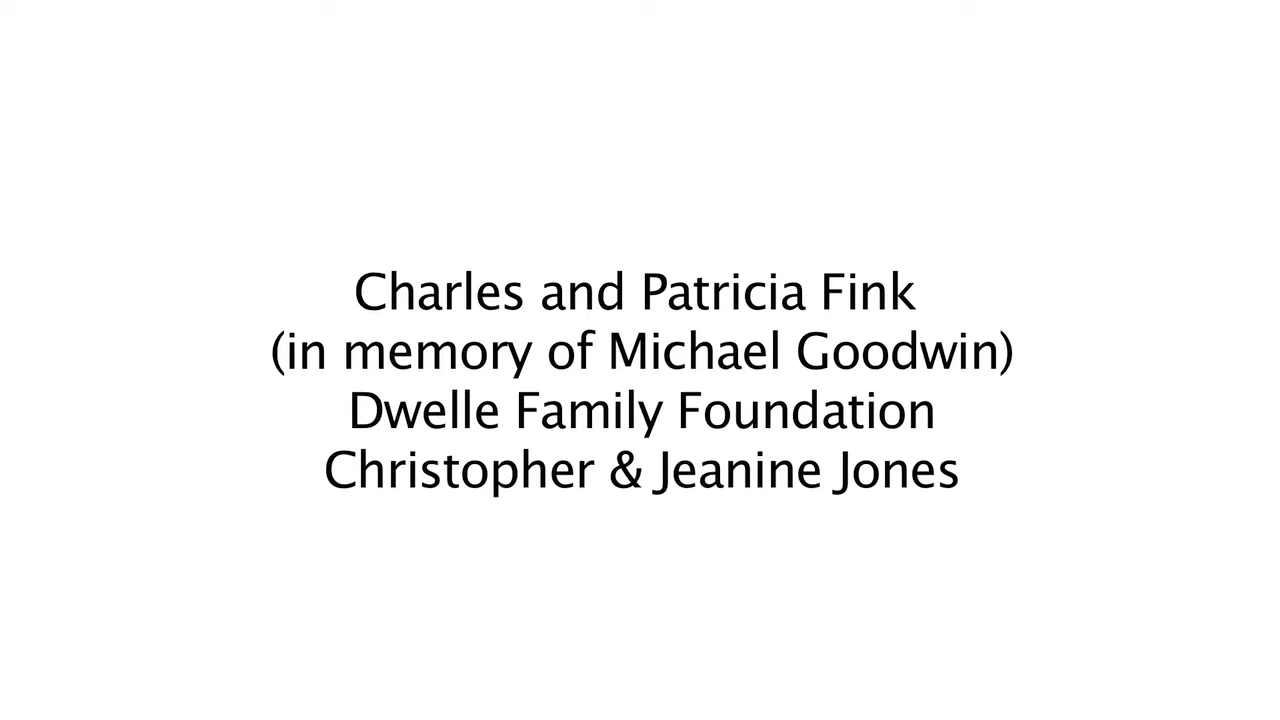 Charles and Patricia Fink
(in memory of Michael Goodwin)
Dwelle Family Foundation
Christopher & Jeanine Jones